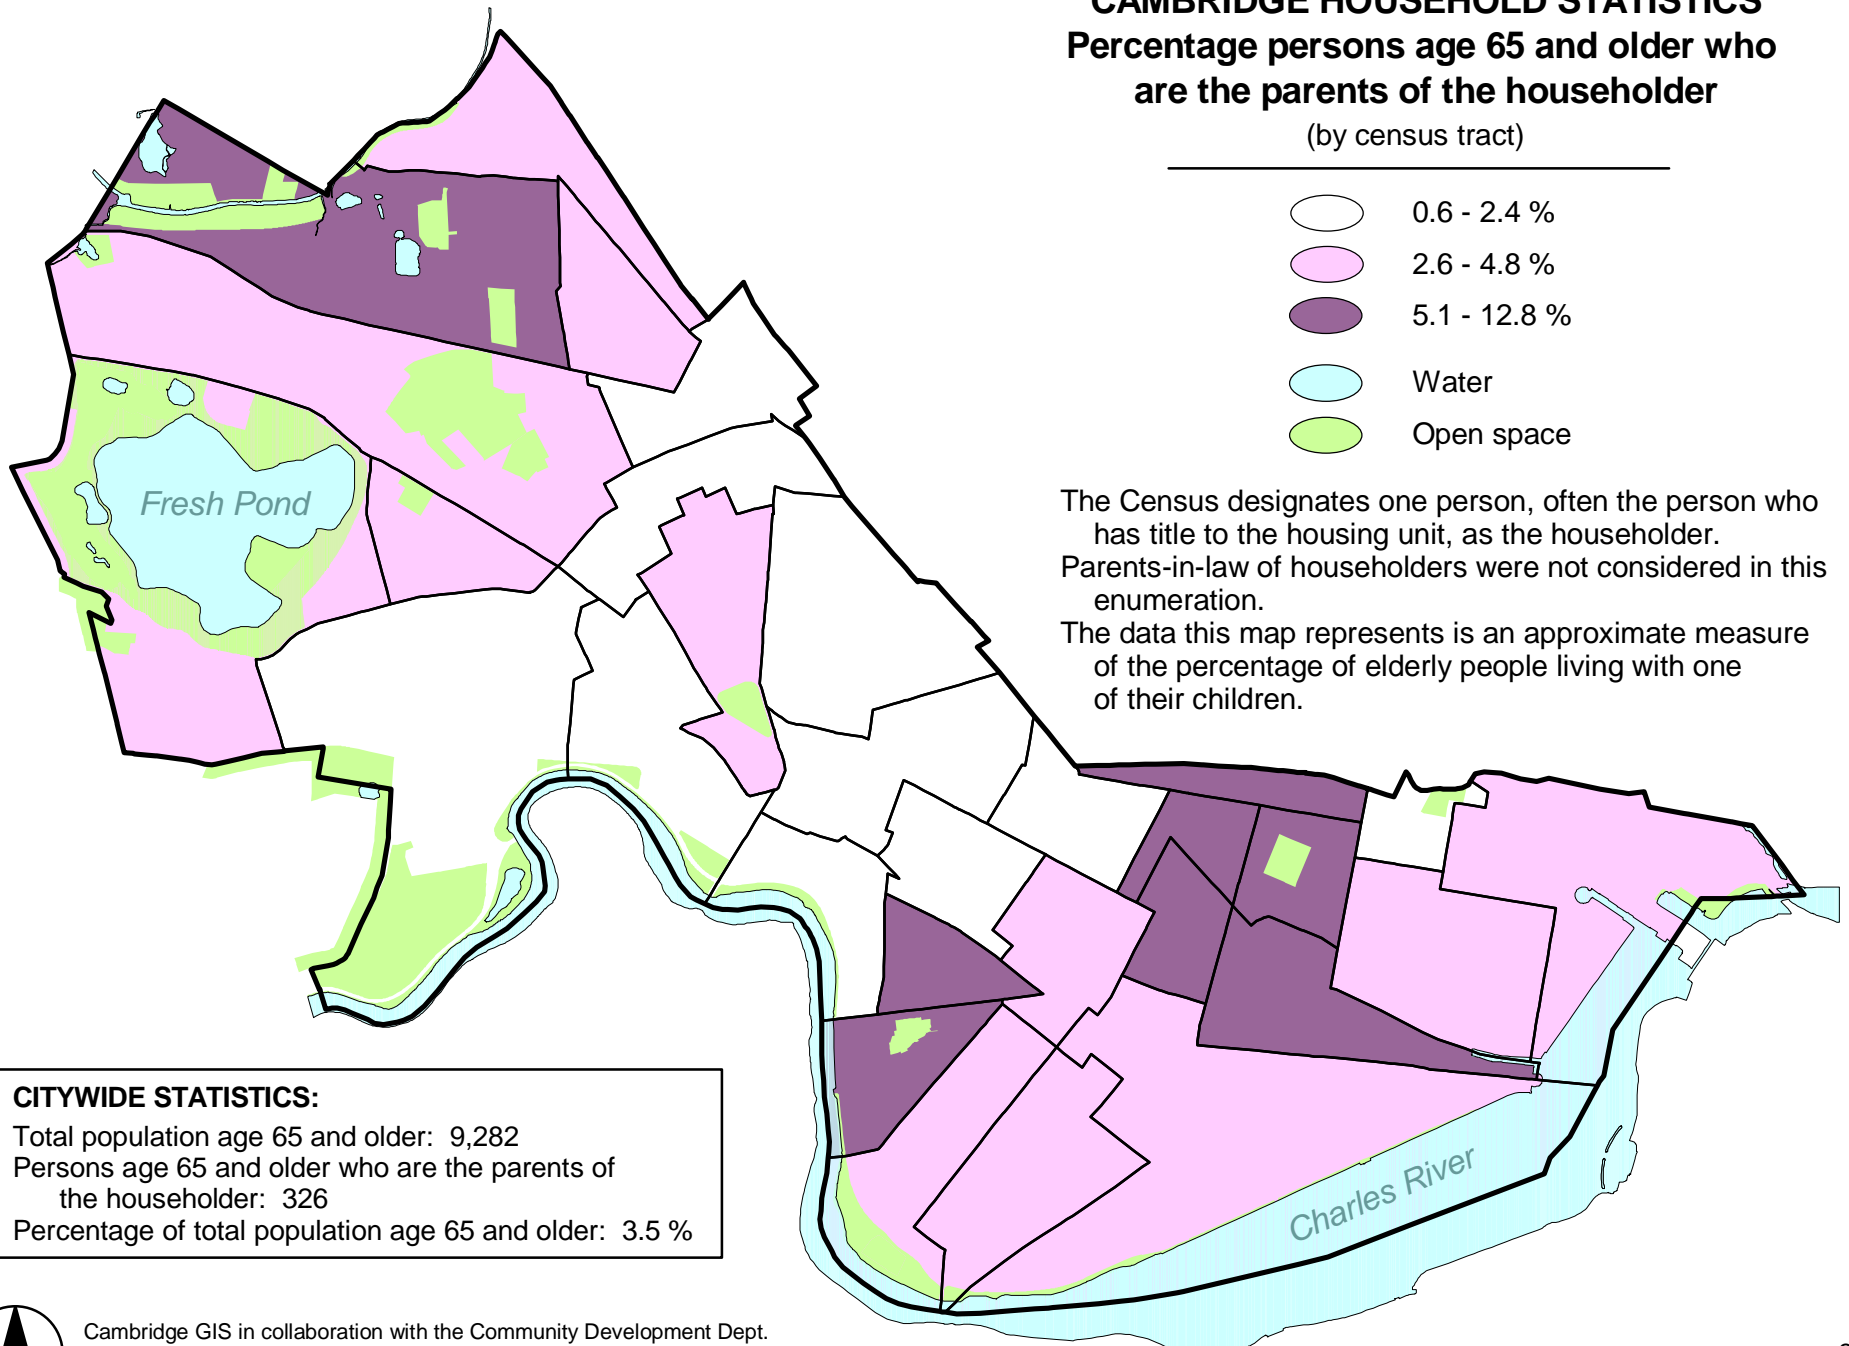 CAMBRIDGE HOUSEHOLD STATISTICS
Percentage persons age 65 and older who
are the parents of the householder
(by census tract)
0.6 - 2.4 %
2.6 - 4.8 %
5.1 - 12.8 %
Water
Open space
Fresh Pond
The Census designates one person, often the person who
has title to the housing unit, as the householder.
Parents-in-law of householders were not considered in this
enumeration.
The data this map represents is an approximate measure
of the percentage of elderly people living with one
of their children.
CITYWIDE STATISTICS:
Total population age 65 and older: 9,282
Persons age 65 and older who are the parents of
the householder: 326
Percentage of total population age 65 and older: 3.5 %
Charles River
Cambridge GIS in collaboration with the Community Development Dept.